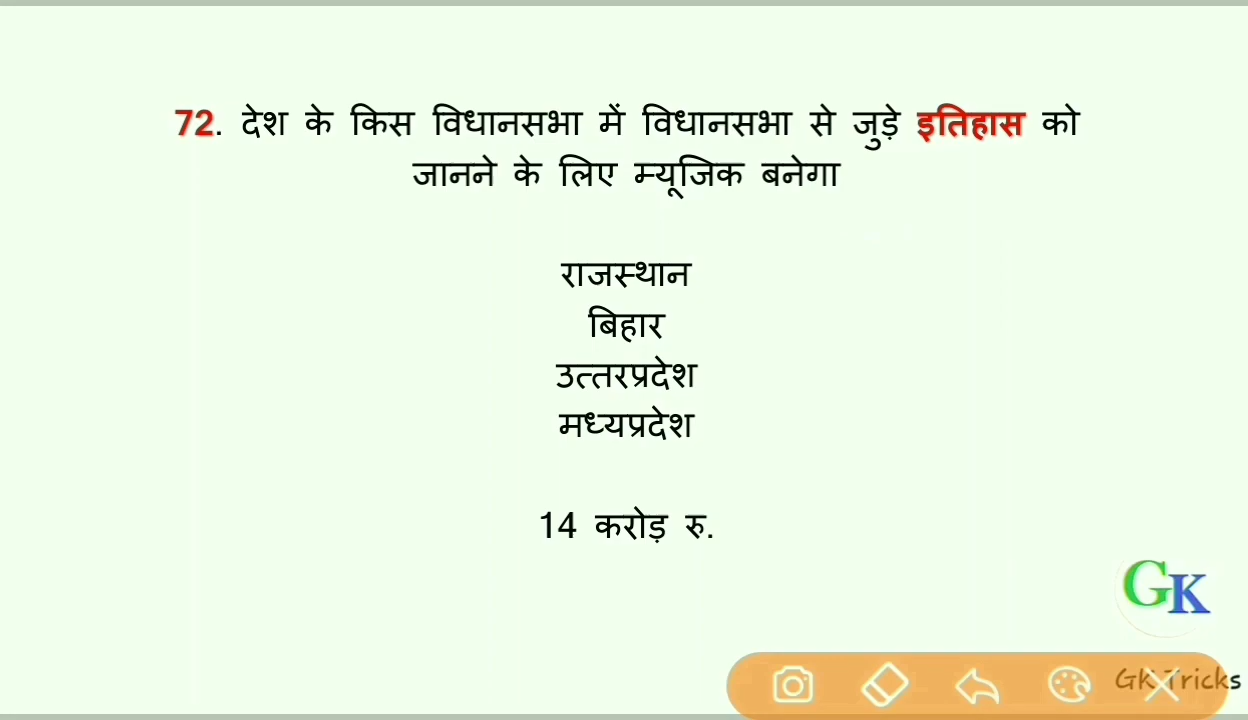 72. देश के किस विधानसभा में विधानसभा से जुड़े इतिहास को
जानने के लिए म्यूजिक बनेगा
राजस्थान
बिहार
उत्तरप्रदेश
मध्यप्रदेश
14 करोड़ रु.
GK
GK Tricks